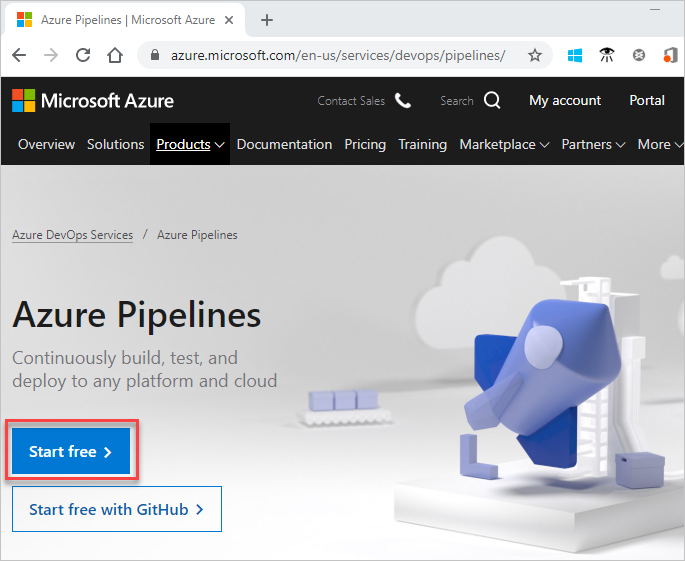 Azure Pipelines | Microsoft Azure
azure.microsoft.com/en-us/services/devops/pipelines/
Microsoft Azure
Contact Sales
Search
My account
Portal
Overview Solutions Products Documentation Pricing Training Marketplace Partners More
Azure DevOps Services / Azure Pipelines
Azure Pipelines
Continuously build, test, and
deploy to any platform and cloud
Start free
Start free with GitHub